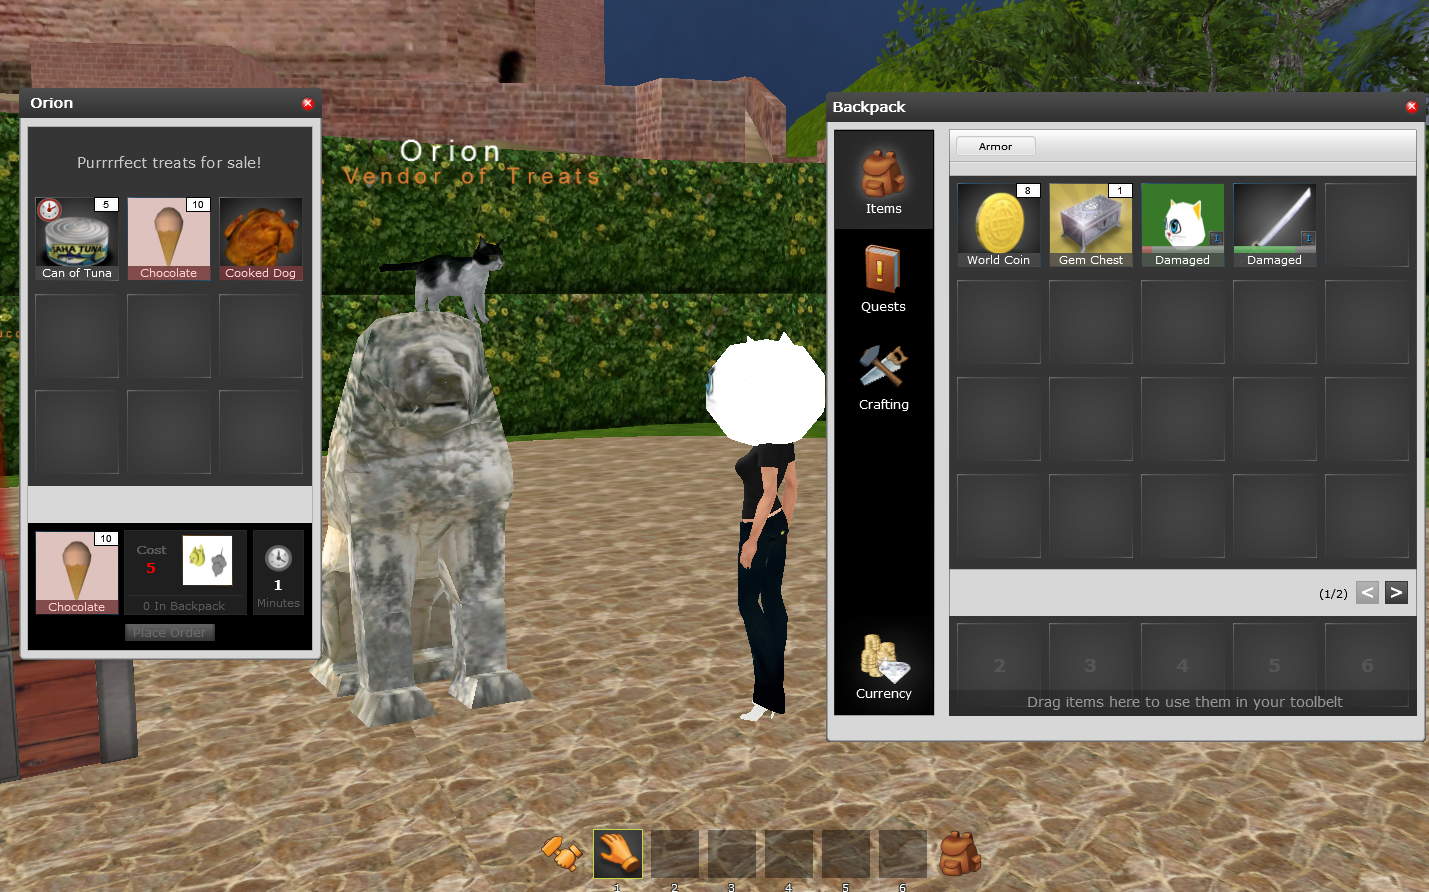 Orion
Purrrrfect treats for sale!
5
10
Can of Tuna
Chocolate
Cooked Dog
10
Chocolate
Cost
5
0 In Backpack
1
Minutes
Place Order
Orion
Vendor of Treats
Backpack
Items
Quests
Crafting
Currency
Armor
8
1
World Coin
Gem Chest
Damaged
Damaged
(1/2)
<
>
2 3 4 5 6
Drag items here to use them in your toolbelt
1 2 3 4 5 6